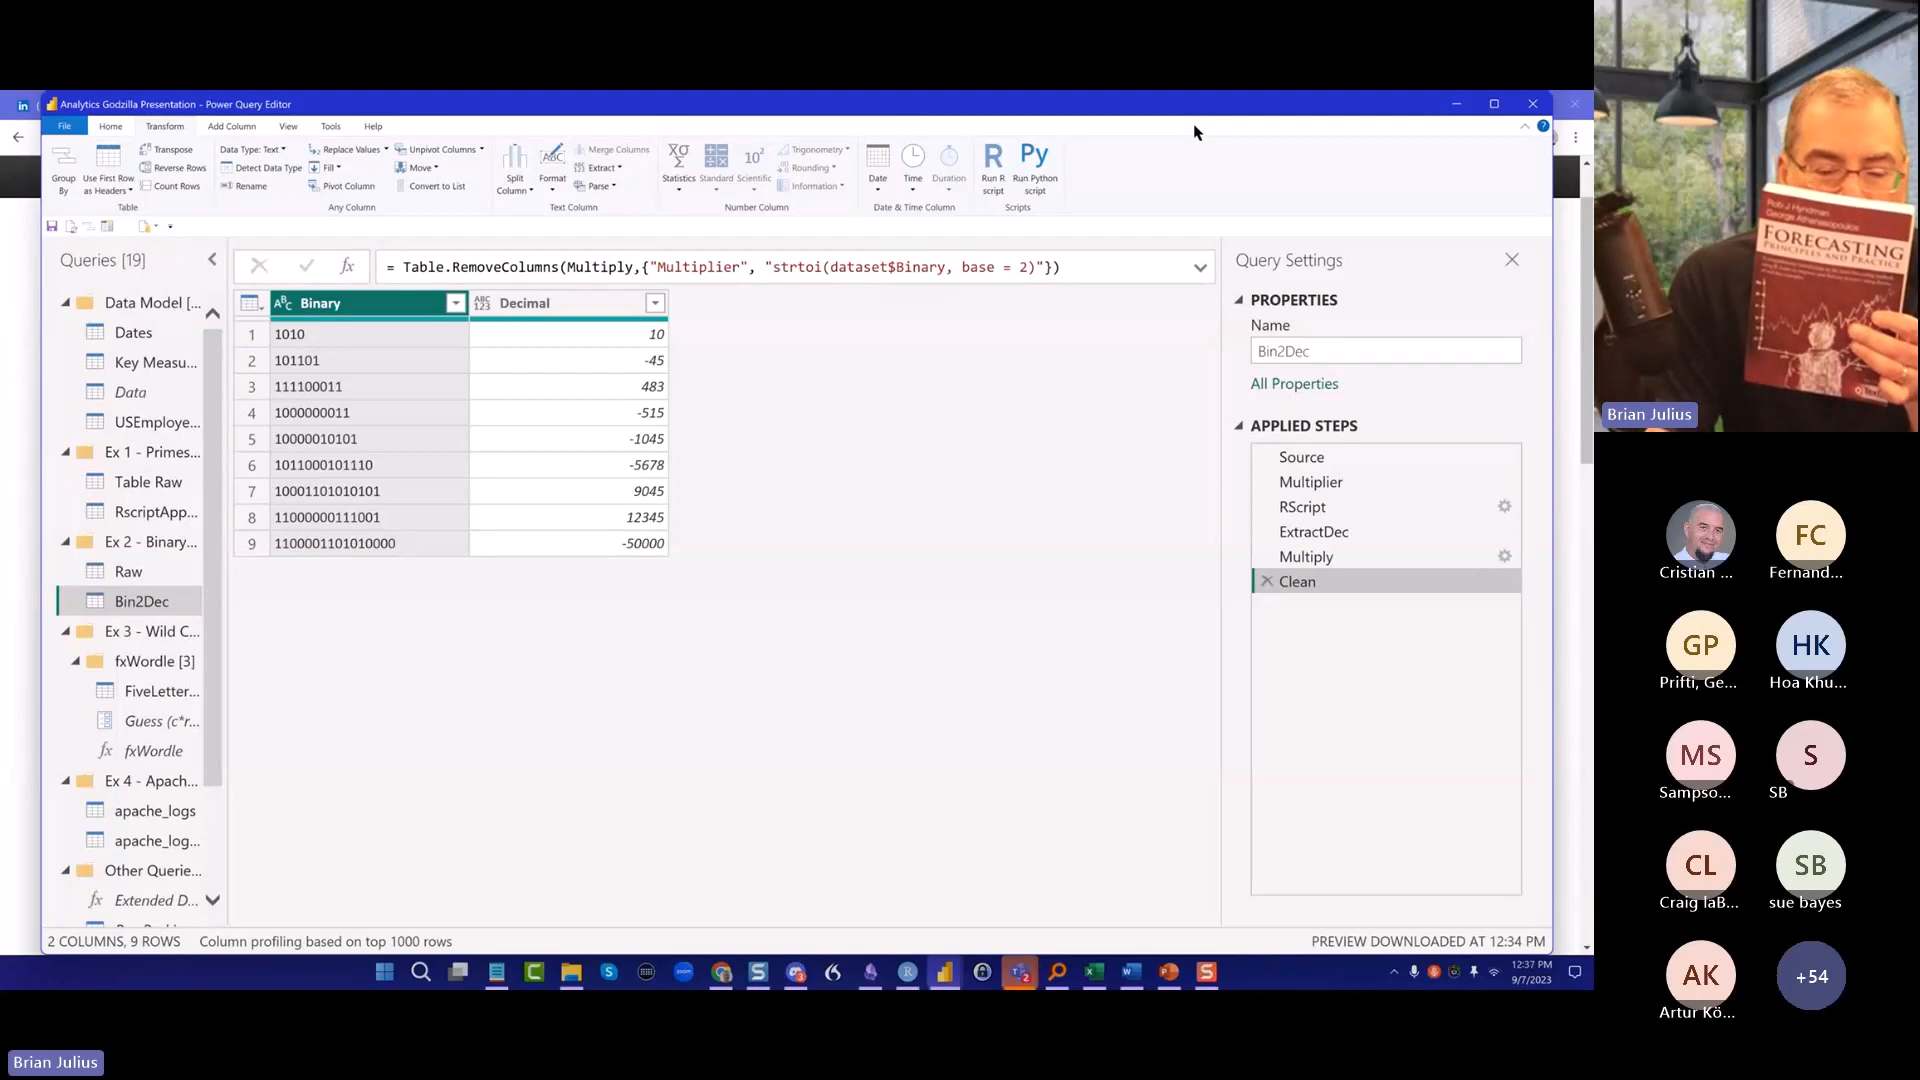 Analytics Godzilla Presentation - Power Query Editor
File Home Transform Add Column View Tools Help
Group By
Use First Row as Headers
Transpose
Reverse Rows
Count Rows
Table
Data Type: Text
Detect Data Type
Rename
Replace Values
Fill
Pivot Column
Unpivot Columns
Move
Convert to List
Any Column
Split Column
Format
Merge Columns
Extract
Parse
Text Column
Statistics
Standard
Scientific
Trigonometry
Rounding
Information
Number Column
Date
Time
Duration
Date & Time Column
Run R script
Run Python script
Scripts
Queries [19]
= Table.RemoveColumns(Multiply,{"Multiplier", "strtoi(dataset$Binary, base = 2)"})
Data Model [...
Dates
Key Measu...
Data
USEmploye...
Ex 1 - Primes...
Table Raw
RscriptApp...
Ex 2 - Binary...
Raw
Bin2Dec
Ex 3 - Wild C...
fxWordle [3]
FiveLetter...
Guess (c*r...
fxWordle
Ex 4 - Apach...
apache_logs
apache_log...
Other Querie...
Extended D...
Binary Decimal
1 1010 10
2 101101 -45
3 111100011 483
4 1000000011 -515
5 10000010101 -1045
6 1011000101110 -5678
7 10001101010101 9045
8 11000000111001 12345
9 1100001101010000 -50000
Query Settings
PROPERTIES
Name
Bin2Dec
All Properties
APPLIED STEPS
Source
Multiplier
RScript
ExtractDec
Multiply
Clean
2 COLUMNS, 9 ROWS Column profiling based on top 1000 rows
PREVIEW DOWNLOADED AT 12:34 PM
12:37 PM
9/7/2023
Rob J Hyndman
George Athanasopoulos
FORECASTING
PRINCIPLES AND PRACTICE
Brian Julius
Cristian ...
FC
Fernand...
GP
Prifti, Ge...
HK
Hoa Khu...
MS
Sampso...
S
SB
CL
Craig laB...
SB
sue bayes
AK
Artur Kö...
+54
Brian Julius